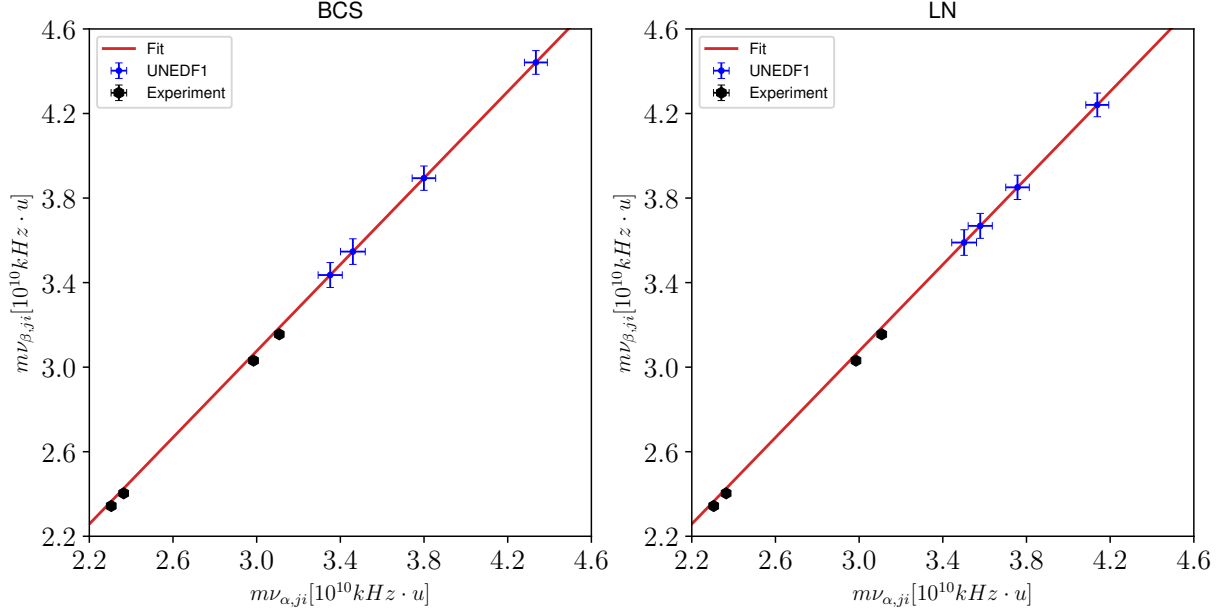 BCS
4.6
4.2
3.8
3.4
3.0
2.6
2.2
mν_{β,ji}[10^{10}kHz · u]
Fit
UNEDF1
Experiment
2.2 2.6 3.0 3.4 3.8 4.2 4.6
mν_{α,ji}[10^{10}kHz · u]
LN
4.6
4.2
3.8
3.4
3.0
2.6
2.2
mν_{β,ji}[10^{10}kHz · u]
Fit
UNEDF1
Experiment
2.2 2.6 3.0 3.4 3.8 4.2 4.6
mν_{α,ji}[10^{10}kHz · u]